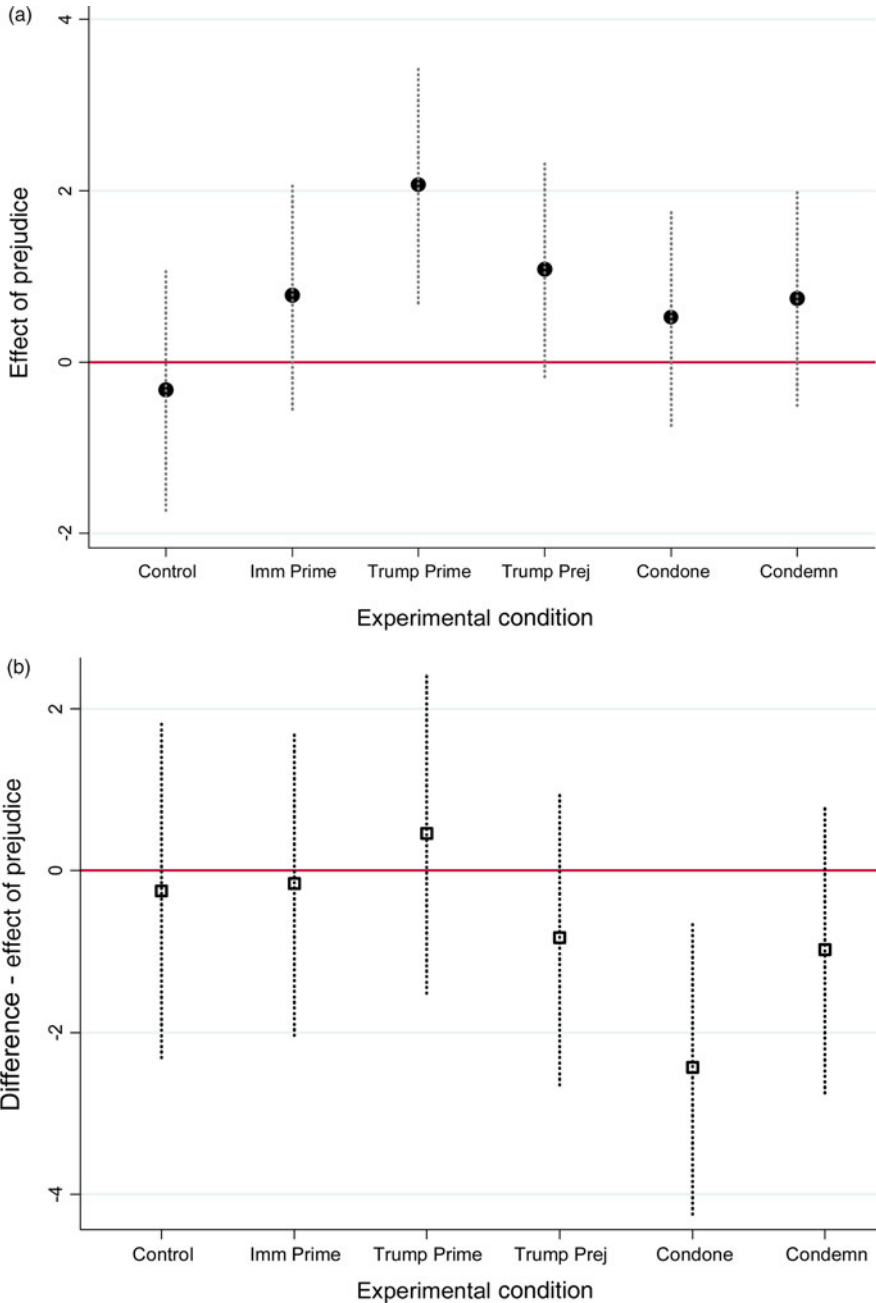 (a)
Effect of prejudice
4
2
0
-2
Control Imm Prime Trump Prime Trump Prej Condone Condemn
Experimental condition
(b)
Difference - effect of prejudice
2
0
-2
-4
Control Imm Prime Trump Prime Trump Prej Condone Condemn
Experimental condition